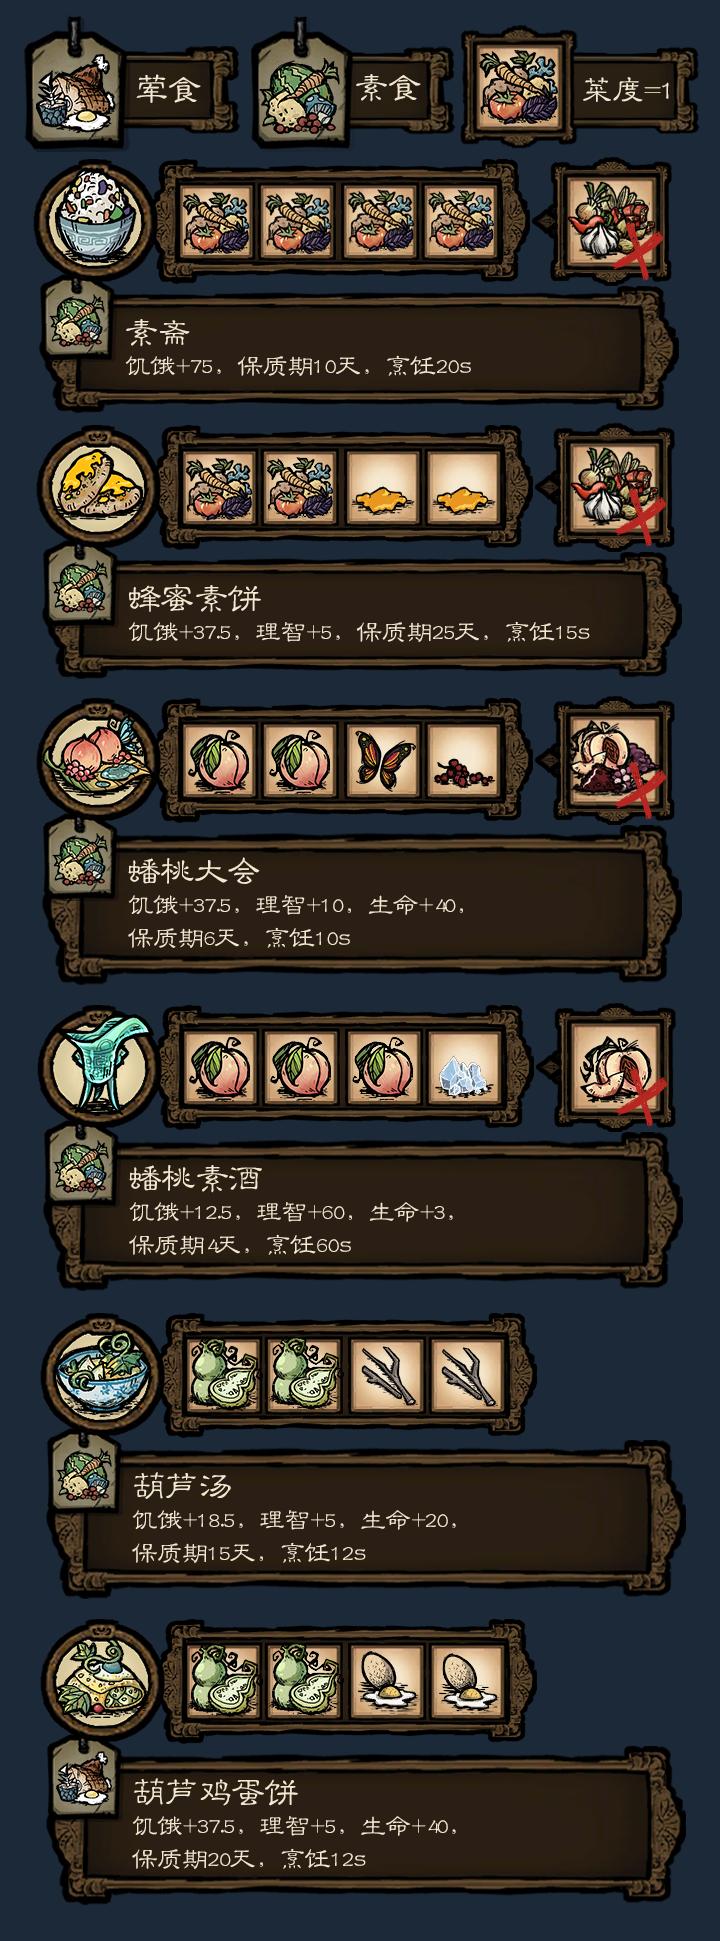 荤食
素食
菜度=1
素斋
饥饿+75，保质期10天，烹饪20s
蜂蜜素饼
饥饿+37.5，理智+5，保质期25天，烹饪15s
蟠桃大会
饥饿+37.5，理智+10，生命+40，
保质期6天，烹饪10s
蟠桃素酒
饥饿+12.5，理智+60，生命+3，
保质期4天，烹饪60s
葫芦汤
饥饿+18.5，理智+5，生命+20，
保质期15天，烹饪12s
葫芦鸡蛋饼
饥饿+37.5，理智+5，生命+40，
保质期20天，烹饪12s